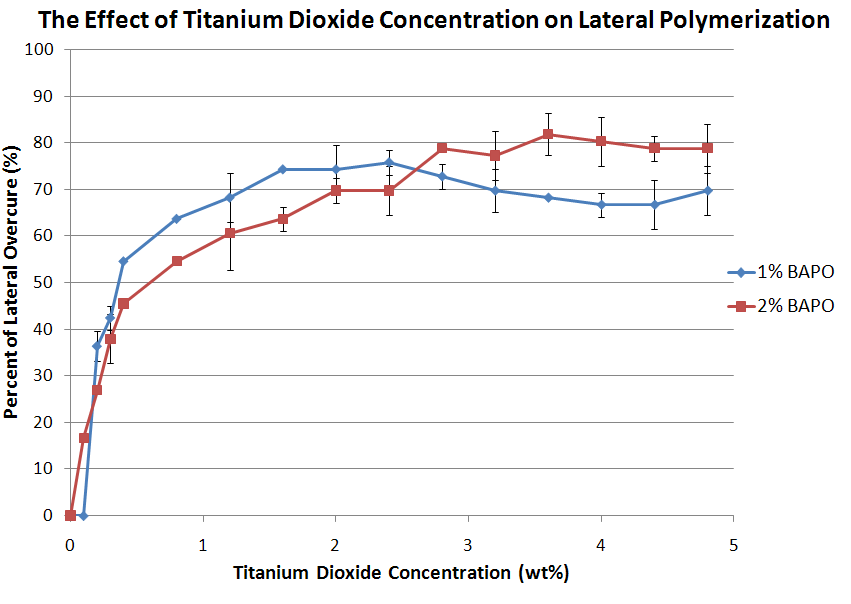 The Effect of Titanium Dioxide Concentration on Lateral Polymerization
100
90
80
70
60
50
40
30
20
10
0
Percent of Lateral Overcure (%)
0 1 2 3 4 5
Titanium Dioxide Concentration (wt%)
1% BAPO
2% BAPO